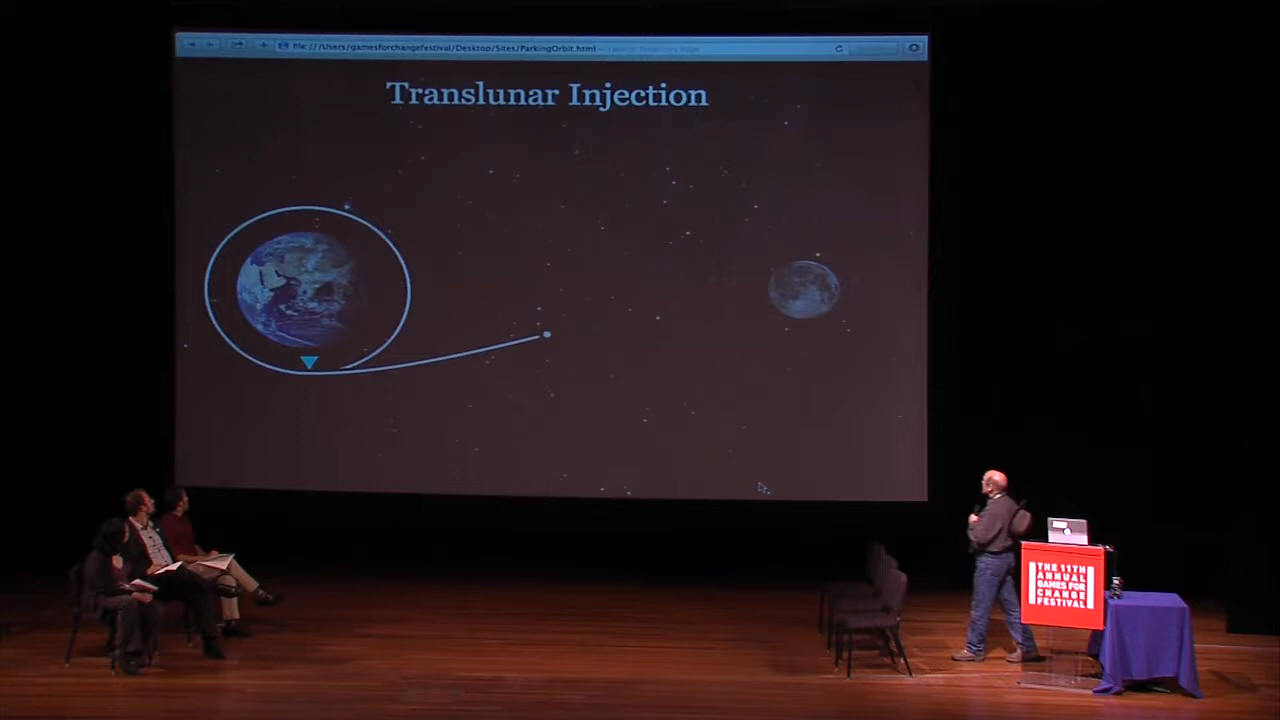 file:///Users/gamesforchangefestival/Desktop/Sites/ParkingOrbit.html
Translunar Injection
THE 11TH
ANNUAL
GAMES FOR
CHANGE
FESTIVAL